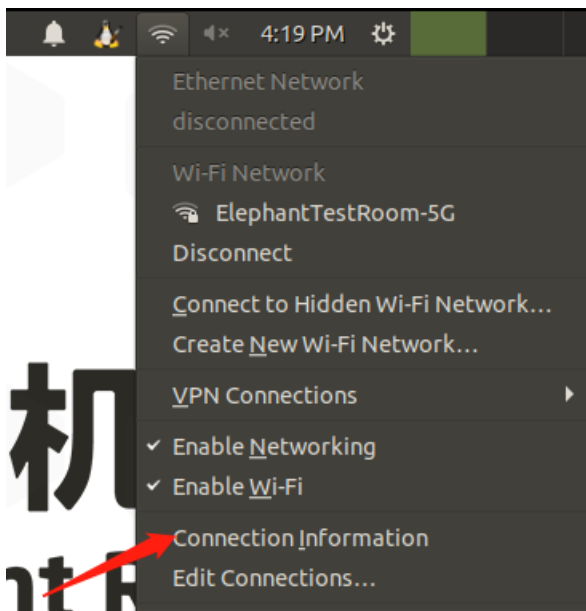 4:19 PM
Ethernet Network
disconnected
Wi-Fi Network
ElephantTestRoom-5G
Disconnect
Connect to Hidden Wi-Fi Network...
Create New Wi-Fi Network...
VPN Connections
Enable Networking
Enable Wi-Fi
机
Connection Information
Edit Connections...